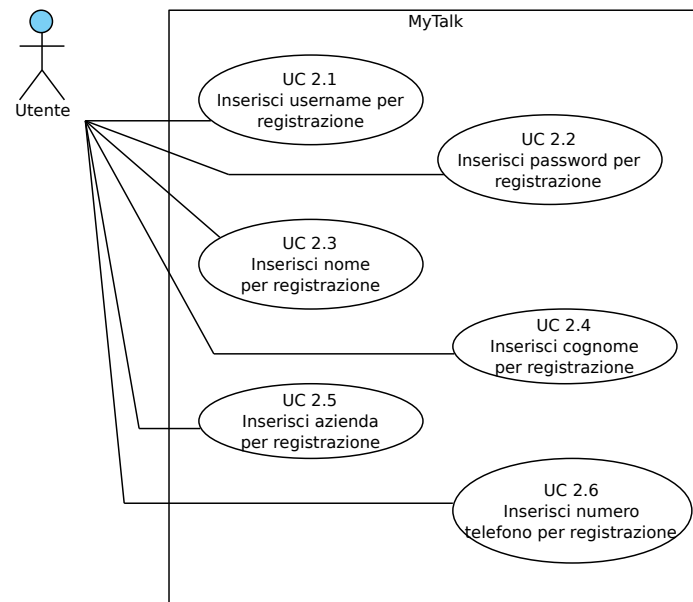 MyTalk
Utente
UC 2.1
Inserisci username per
registrazione
UC 2.2
Inserisci password per
registrazione
UC 2.3
Inserisci nome
per registrazione
UC 2.4
Inserisci cognome
per registrazione
UC 2.5
Inserisci azienda
per registrazione
UC 2.6
Inserisci numero
telefono per registrazione